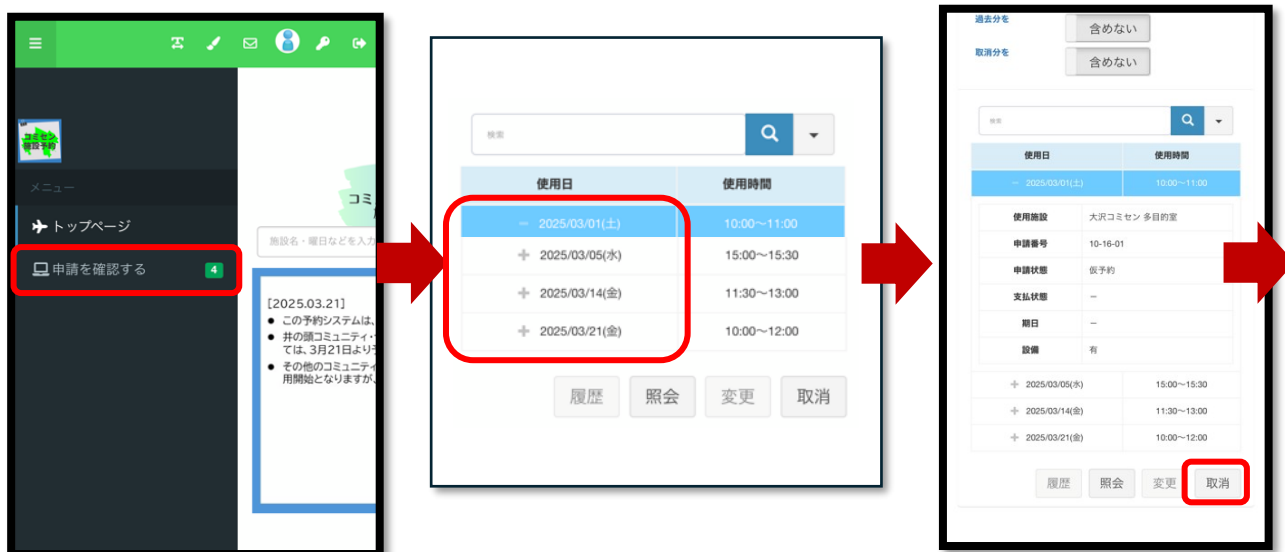 コミセン
施設予約
メニュー
トップページ
申請を確認する 4
コミ
施設名・曜日などを入力
[2025.03.21]
● この予約システムは、
● 井の頭コミュニティ・
ては、3月21日より
● その他のコミュニティ
用開始となりますが、
検索
使用日 使用時間
－ 2025/03/01(土) 10:00～11:00
＋ 2025/03/05(水) 15:00～15:30
＋ 2025/03/14(金) 11:30～13:00
＋ 2025/03/21(金) 10:00～12:00
履歴 照会 変更 取消
過去分を 含めない
取消分を 含めない
検索
使用日 使用時間
－ 2025/03/01(土) 10:00～11:00
使用施設 大沢コミセン 多目的室
申請番号 10-16-01
申請状態 仮予約
支払状態 －
期日 －
設備 有
＋ 2025/03/05(水) 15:00～15:30
＋ 2025/03/14(金) 11:30～13:00
＋ 2025/03/21(金) 10:00～12:00
履歴 照会 変更 取消